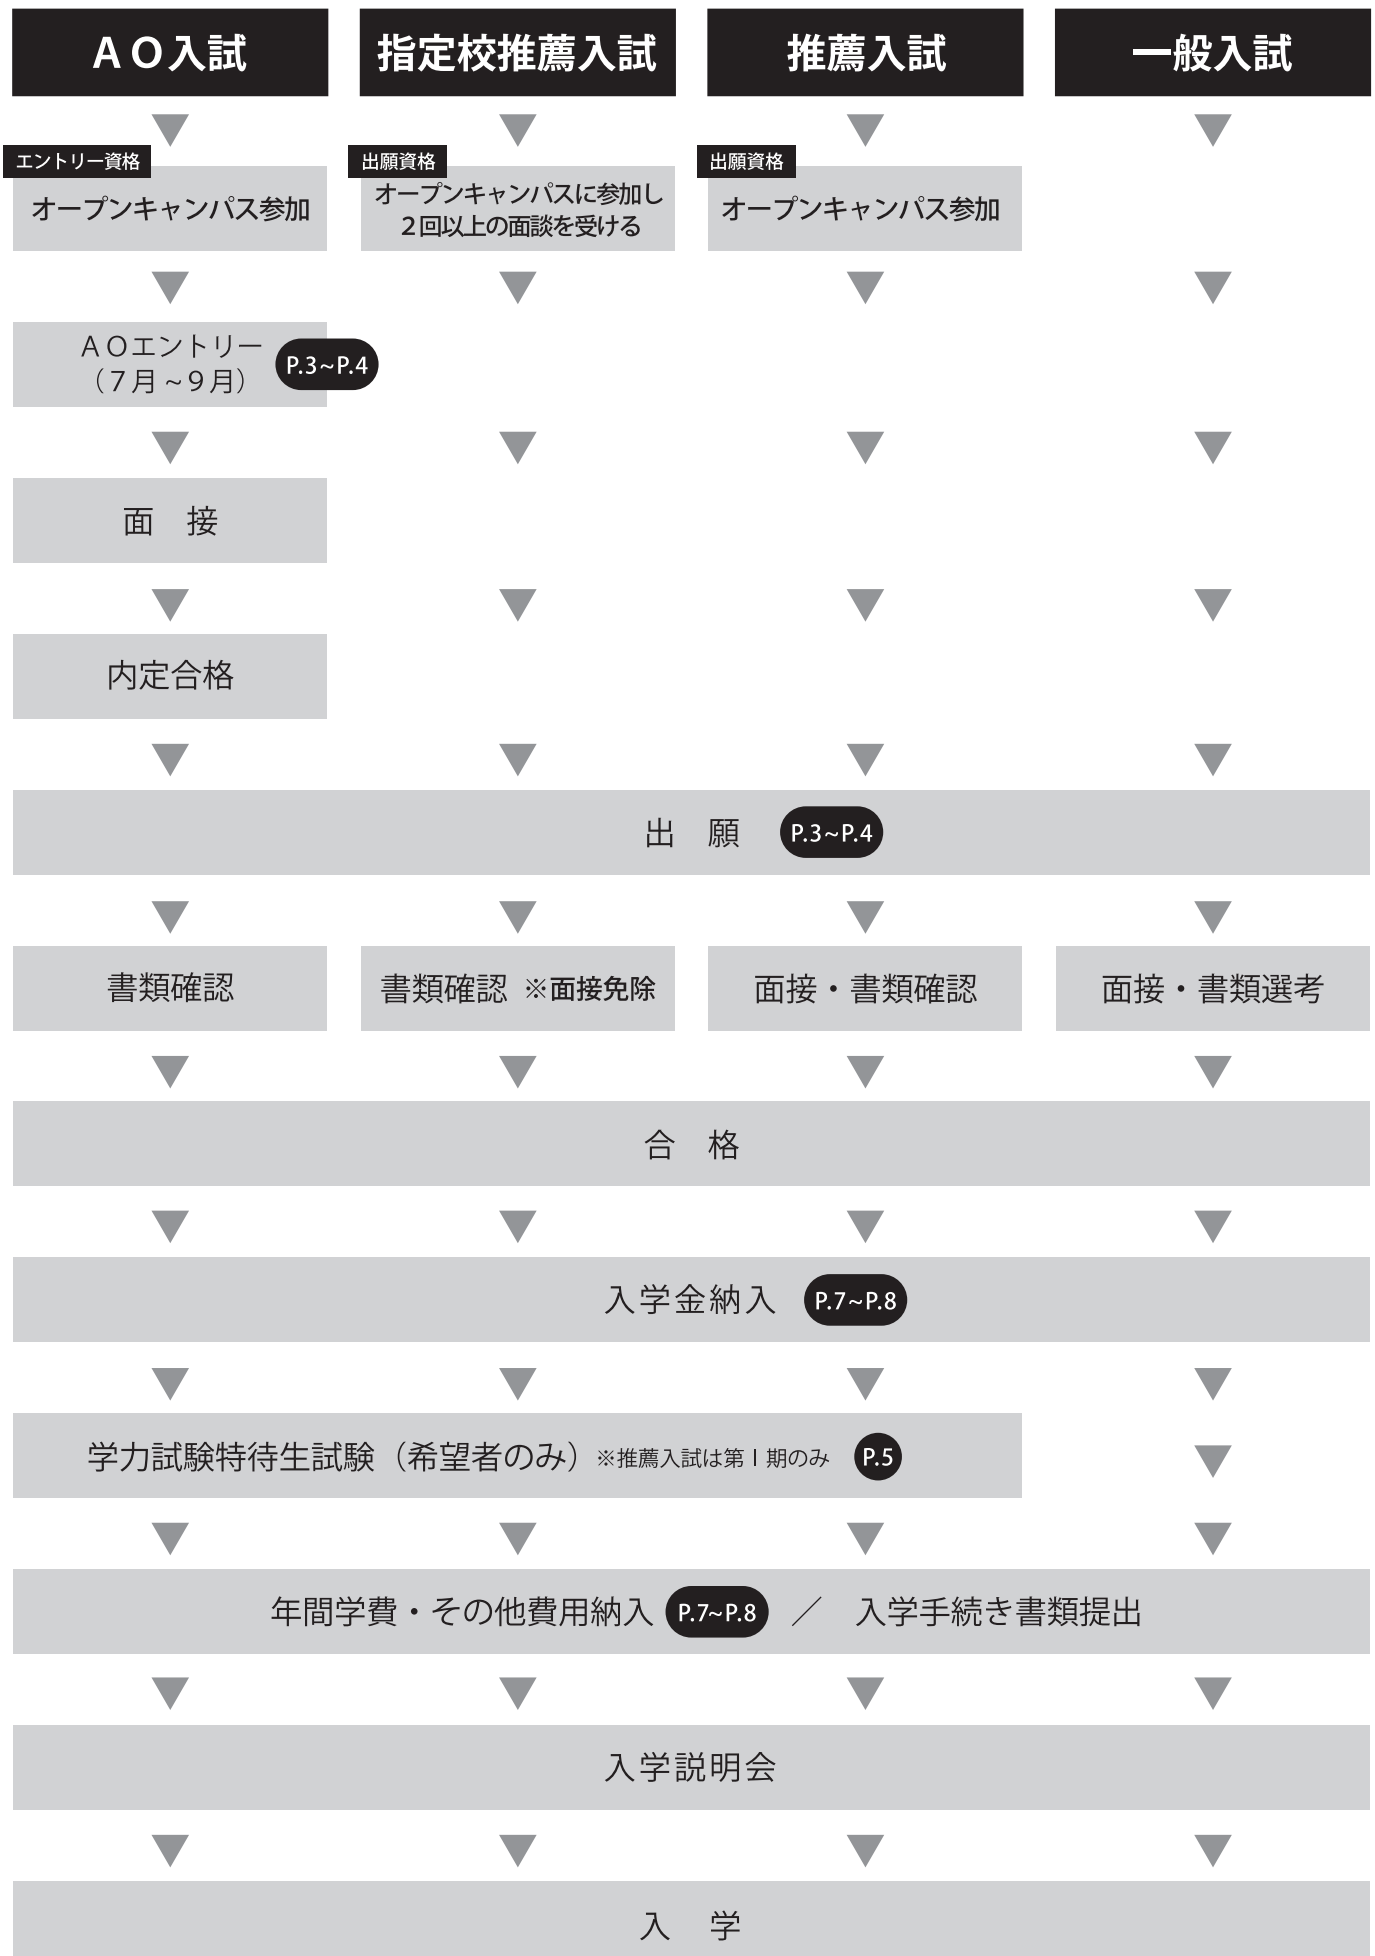 ＡＯ入試
指定校推薦入試
推薦入試
一般入試
エントリー資格
オープンキャンパス参加
出願資格
オープンキャンパスに参加し
２回以上の面談を受ける
出願資格
オープンキャンパス参加
ＡＯエントリー
（７月～９月）
P.3~P.4
面　接
内定合格
出　願 P.3~P.4
書類確認
書類確認 ※面接免除
面接・書類確認
面接・書類選考
合　格
入学金納入 P.7~P.8
学力試験特待生試験（希望者のみ）※推薦入試は第Ⅰ期のみ P.5
年間学費・その他費用納入 P.7~P.8 ／ 入学手続き書類提出
入学説明会
入　学